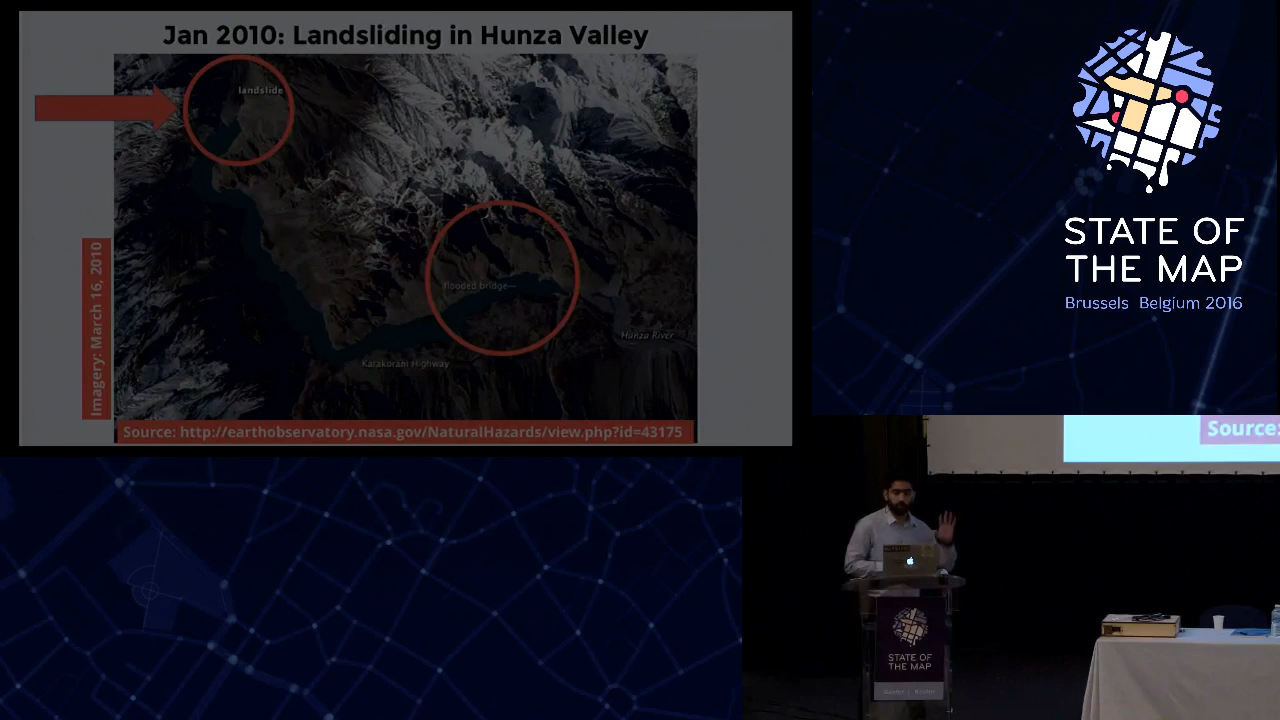 Jan 2010: Landsliding in Hunza Valley
landslide
Imagery: March 16, 2010
flooded bridge
Hunza River
Karakoram Highway
Source: http://earthobservatory.nasa.gov/NaturalHazards/view.php?id=43175
STATE OF
THE MAP
Brussels Belgium 2016
Source:
STATE OF
THE MAP